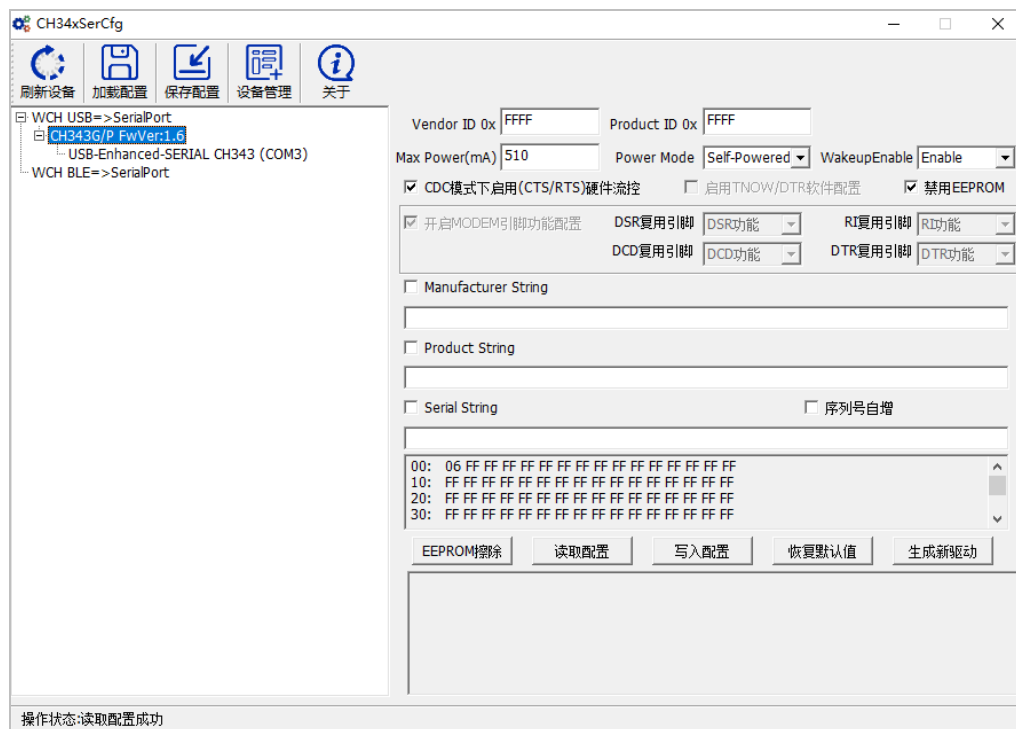 CH34xSerCfg
刷新设备 加载配置 保存配置 设备管理 关于
WCH USB=>SerialPort
CH343G/P FwVer:1.6
USB-Enhanced-SERIAL CH343 (COM3)
WCH BLE=>SerialPort
Vendor ID 0x FFFF Product ID 0x FFFF
Max Power(mA) 510 Power Mode Self-Powered WakeupEnable Enable
CDC模式下启用(CTS/RTS)硬件流控 启用TNOW/DTR软件配置 禁用EEPROM
开启MODEM引脚功能配置 DSR复用引脚 DSR功能 RI复用引脚 RI功能
DCD复用引脚 DCD功能 DTR复用引脚 DTR功能
Manufacturer String
Product String
Serial String 序列号自增
00: 06 FF FF FF FF FF FF FF FF FF FF FF FF FF FF FF
10: FF FF FF FF FF FF FF FF FF FF FF FF FF FF FF FF
20: FF FF FF FF FF FF FF FF FF FF FF FF FF FF FF FF
30: FF FF FF FF FF FF FF FF FF FF FF FF FF FF FF FF
EEPROM擦除 读取配置 写入配置 恢复默认值 生成新驱动
操作状态:读取配置成功